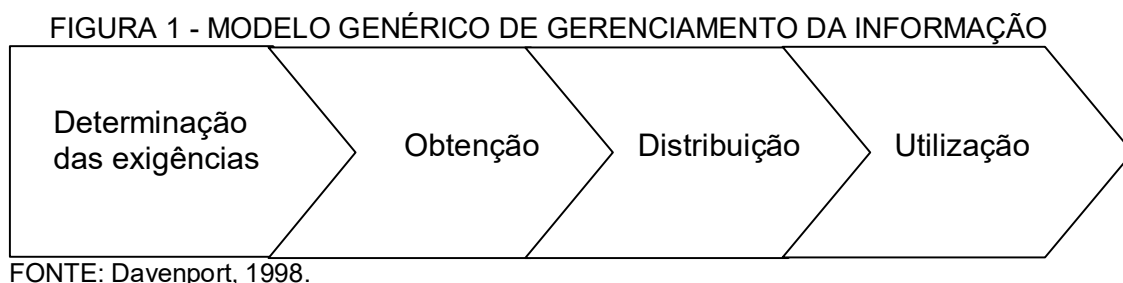 FIGURA 1 - MODELO GENÉRICO DE GERENCIAMENTO DA INFORMAÇÃO
Determinação
das exigências
Obtenção
Distribuição
Utilização
FONTE: Davenport, 1998.